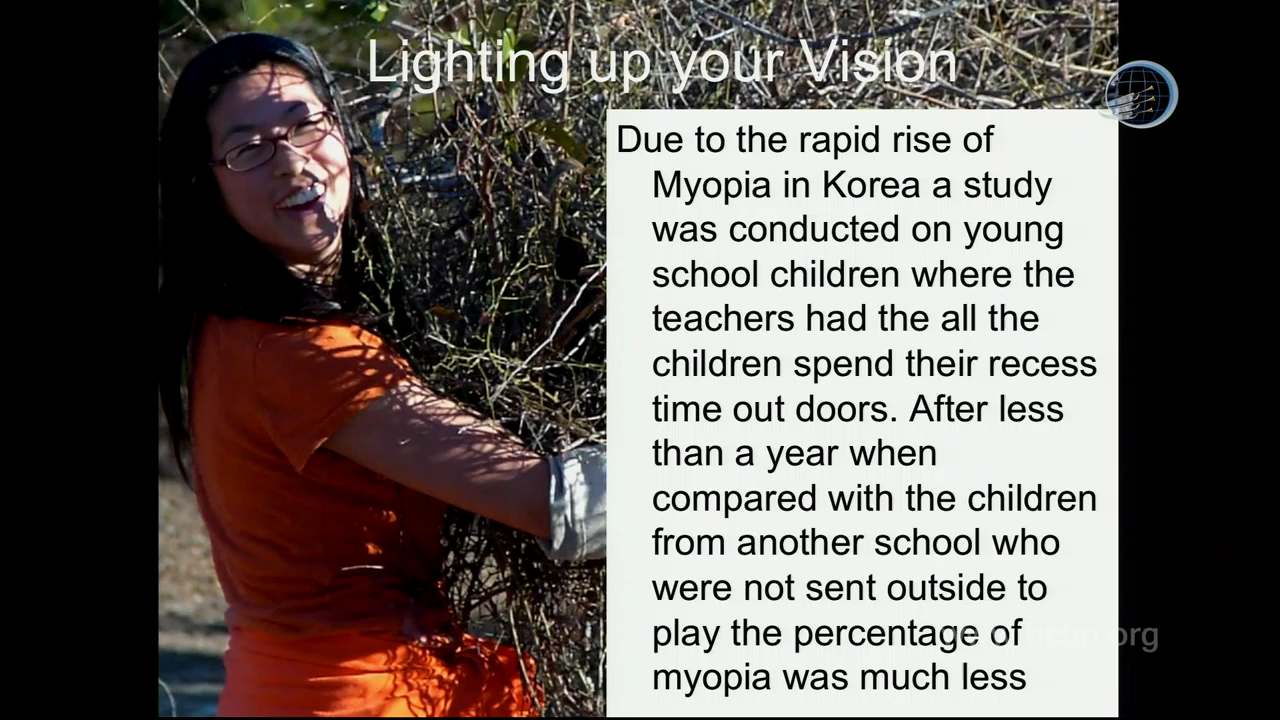 Lighting up your Vision
Due to the rapid rise of
Myopia in Korea a study
was conducted on young
school children where the
teachers had the all the
children spend their recess
time out doors. After less
than a year when
compared with the children
from another school who
were not sent outside to
play the percentage of
myopia was much less
.org